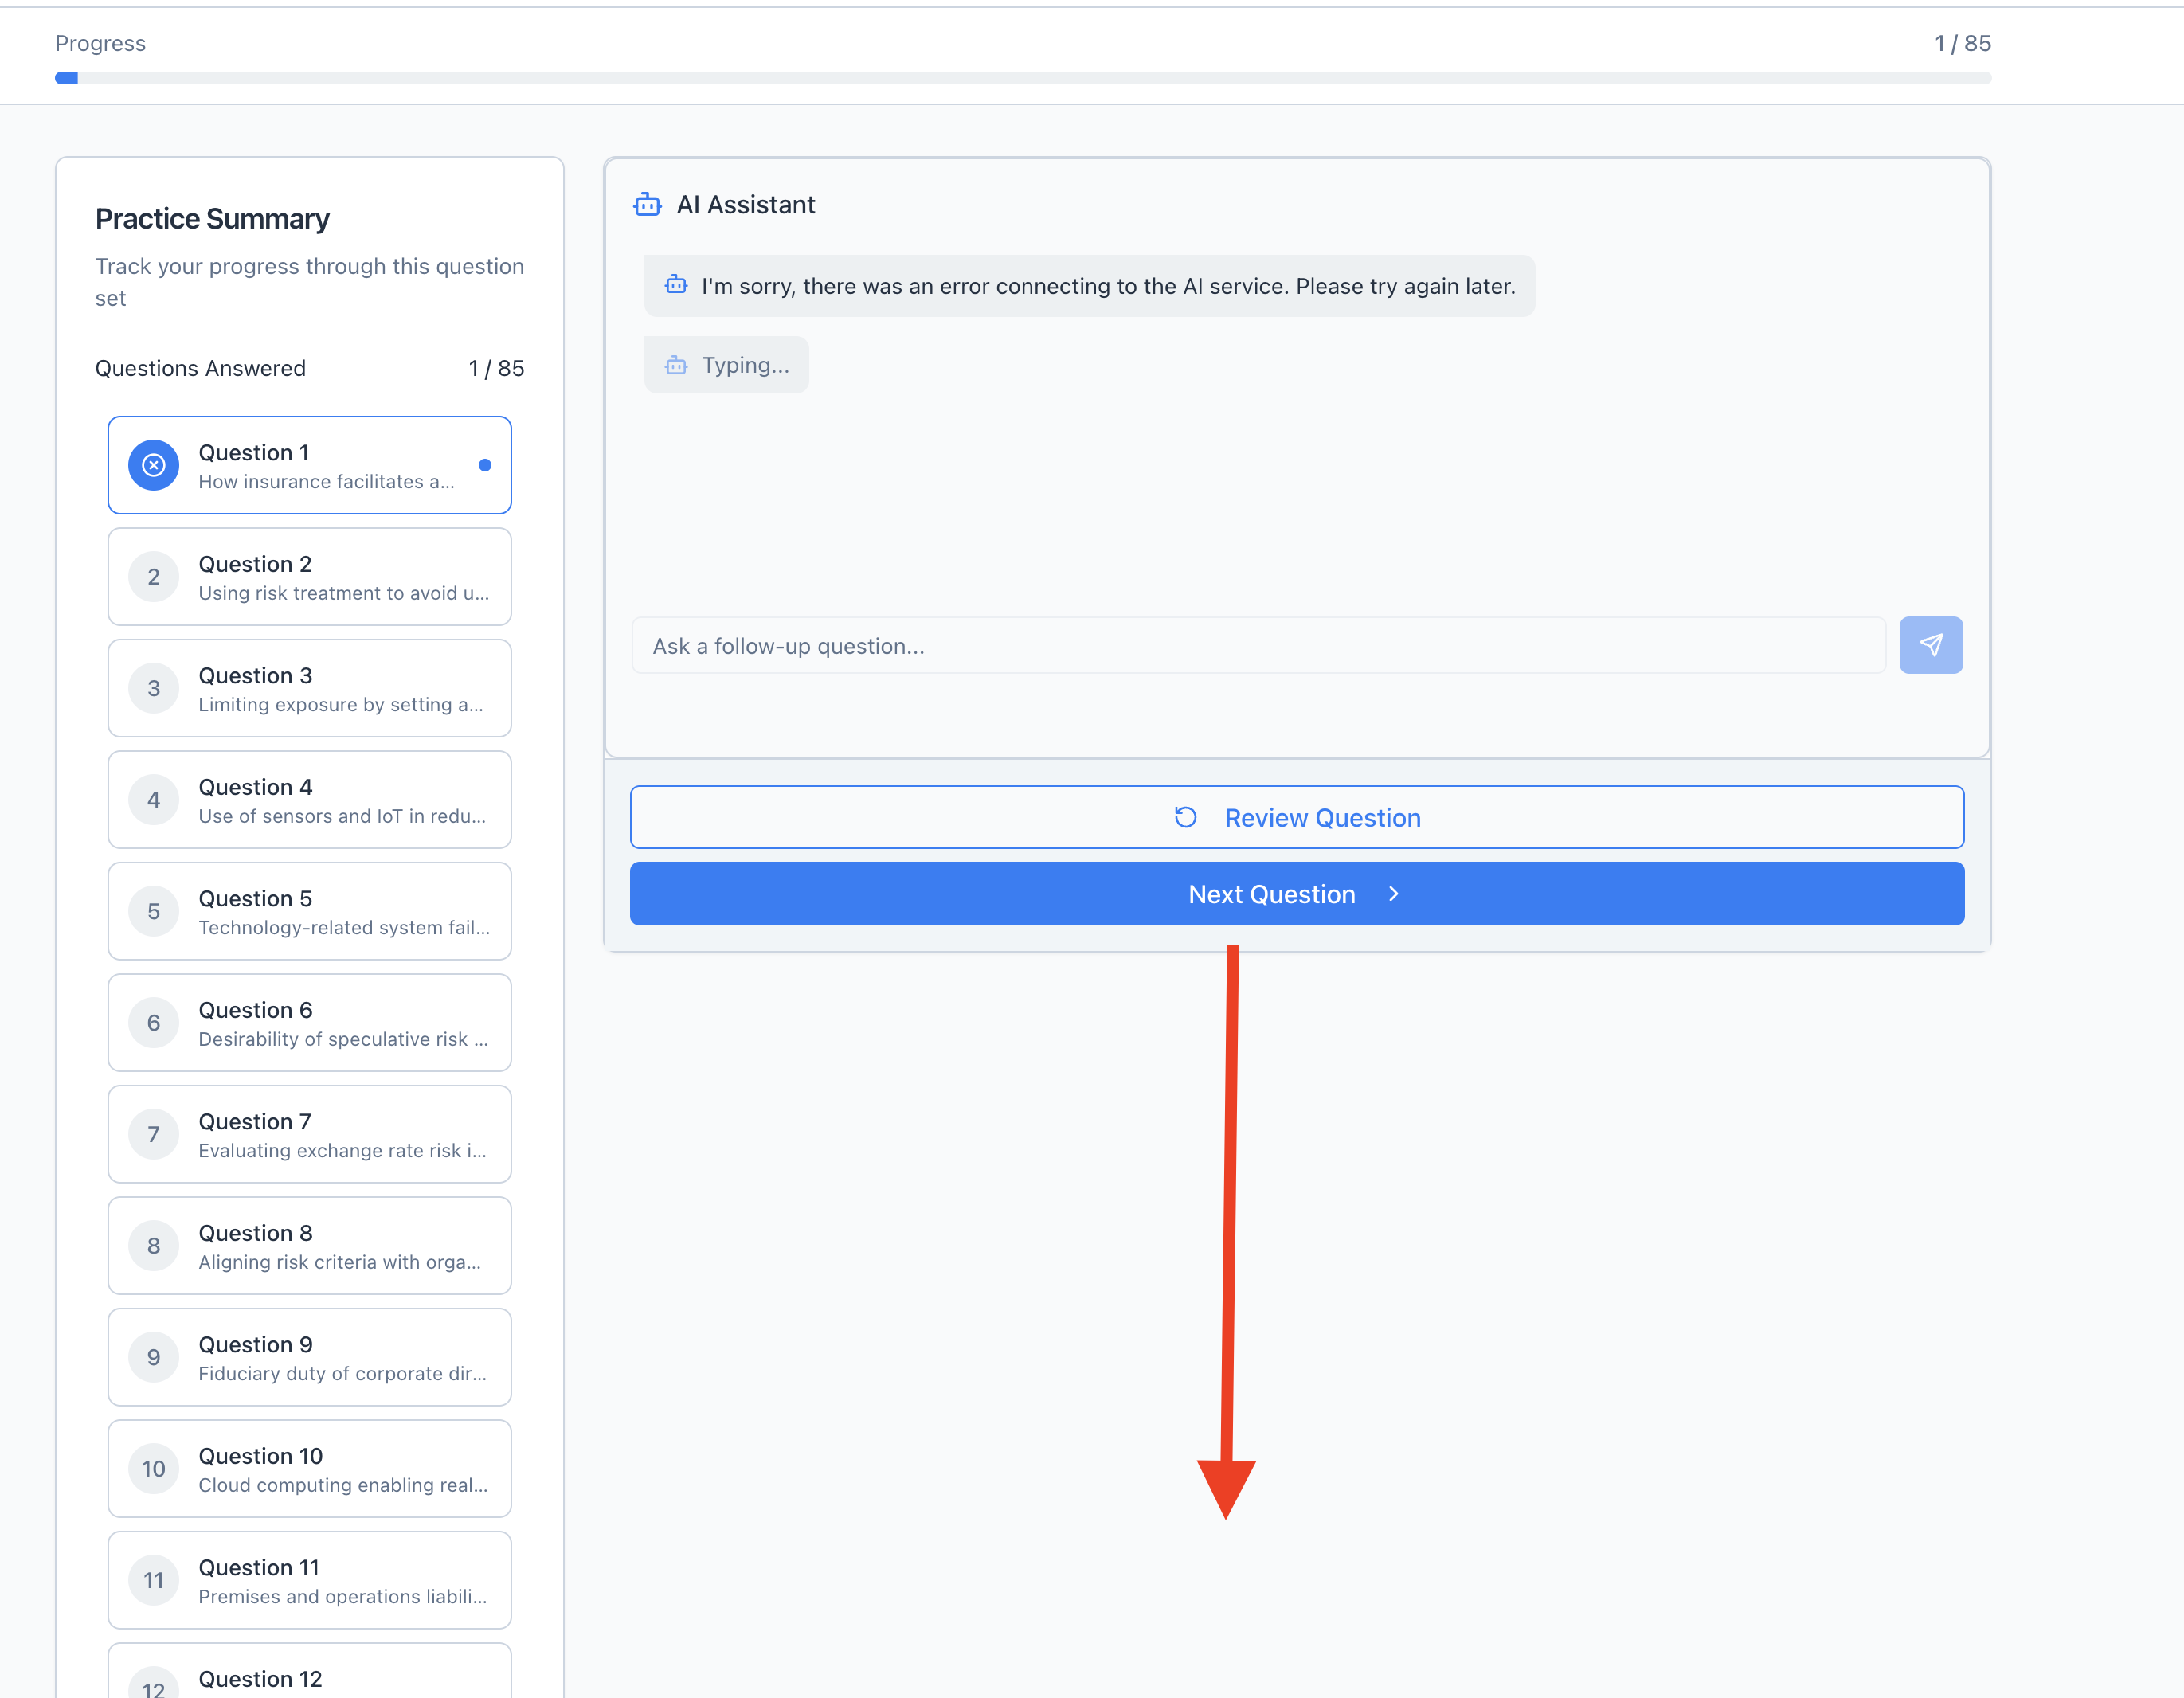 Progress
1 / 85
Practice Summary
Track your progress through this question
set
Questions Answered
1 / 85
Question 1
How insurance facilitates a...
2
Question 2
Using risk treatment to avoid u...
3
Question 3
Limiting exposure by setting a...
4
Question 4
Use of sensors and IoT in redu...
5
Question 5
Technology-related system fail...
6
Question 6
Desirability of speculative risk ...
7
Question 7
Evaluating exchange rate risk i...
8
Question 8
Aligning risk criteria with orga...
9
Question 9
Fiduciary duty of corporate dir...
10
Question 10
Cloud computing enabling real...
11
Question 11
Premises and operations liabili...
12
Question 12
AI Assistant
I'm sorry, there was an error connecting to the AI service. Please try again later.
Typing...
Ask a follow-up question...
Review Question
Next Question